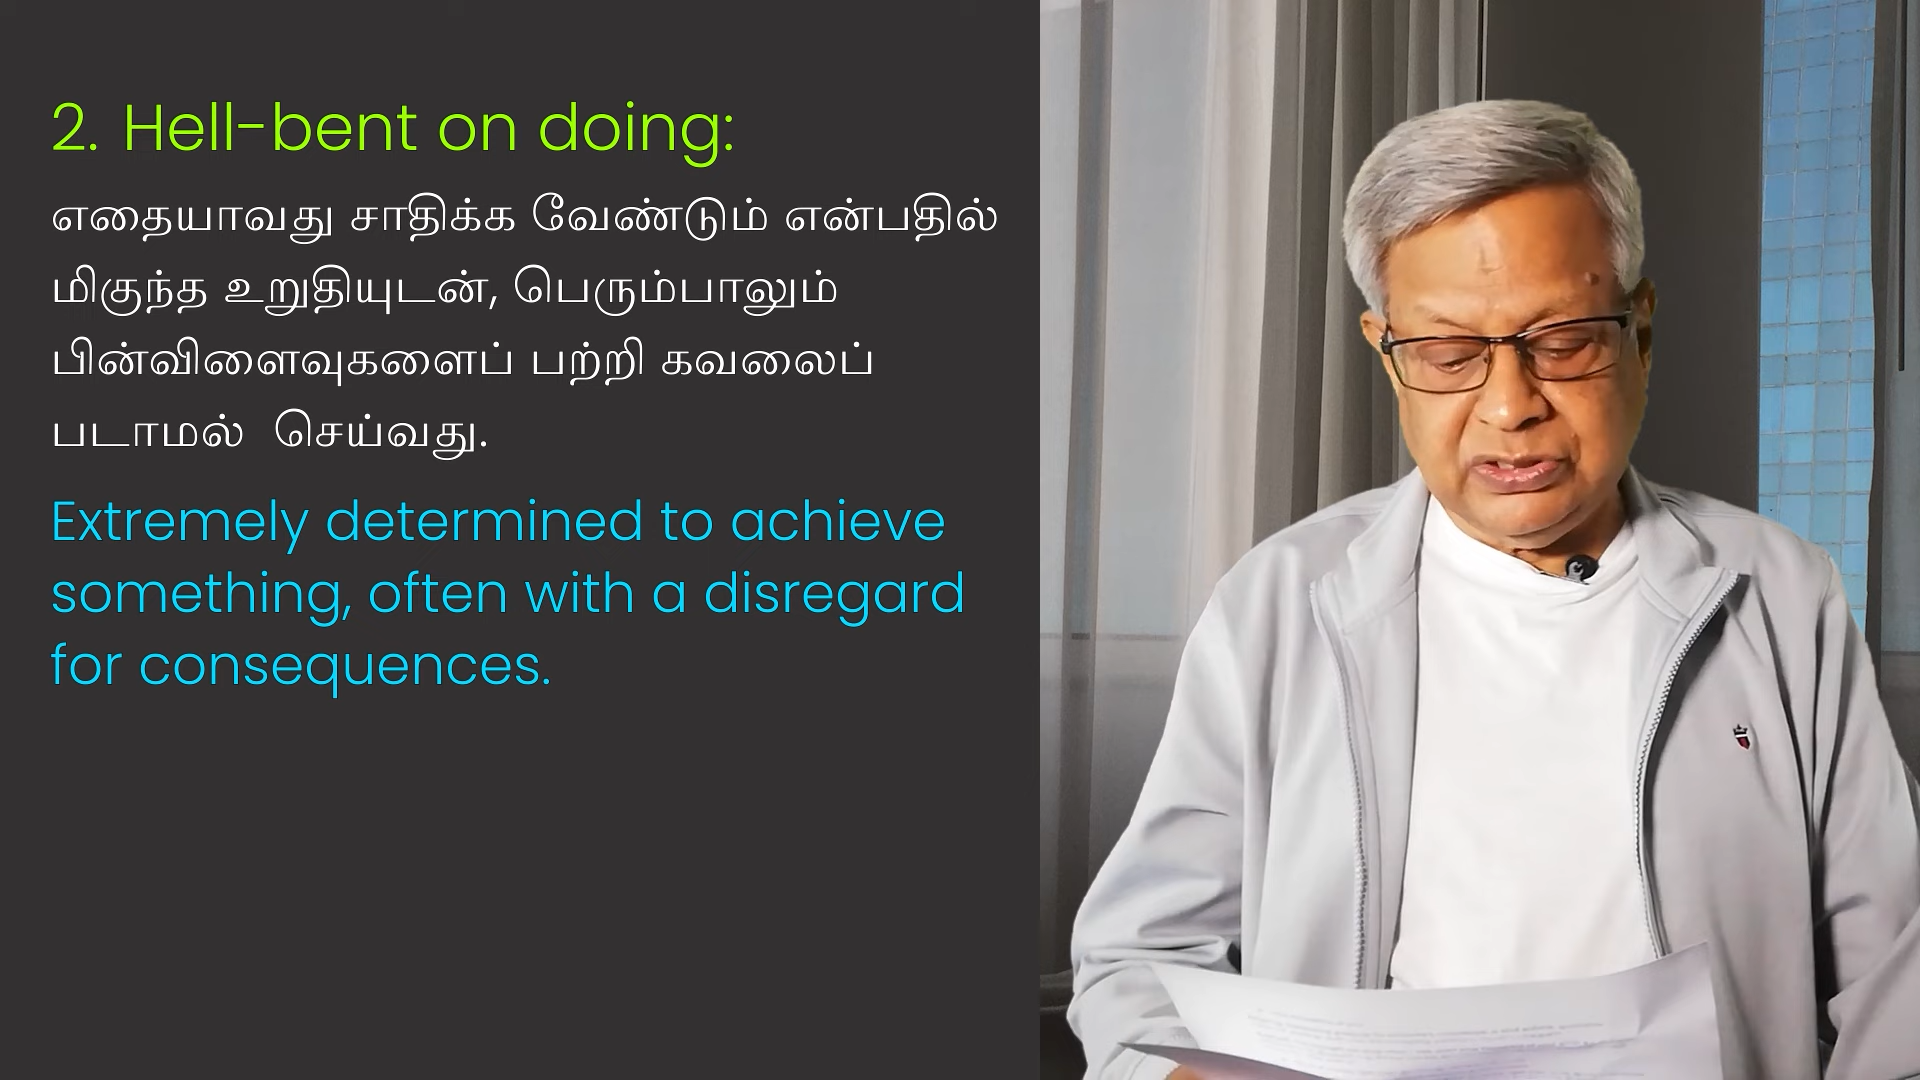 2. Hell-bent on doing:
எதையாவது சாதிக்க வேண்டும் என்பதில்
மிகுந்த உறுதியுடன், பெரும்பாலும்
பின்விளைவுகளைப் பற்றி கவலைப்
படாமல் செய்வது.
Extremely determined to achieve
something, often with a disregard
for consequences.